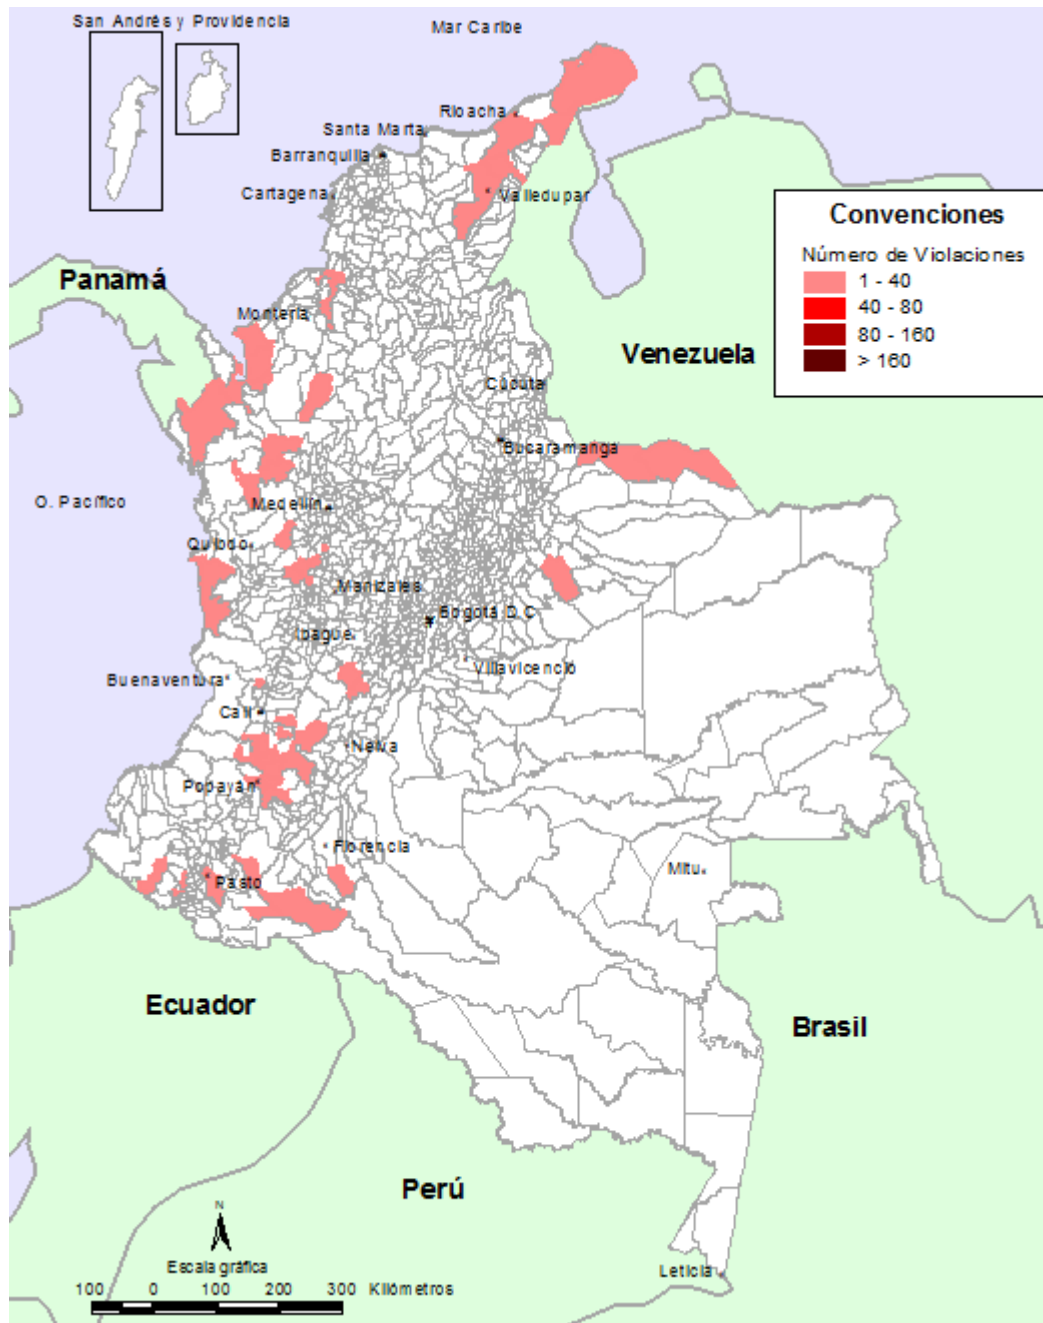 San Andrés y Providencia
Mar Caribe
Rioacha
Santa Marta
Barranquilla
Cartagena
Valledupar
Convenciones
Número de Violaciones
1 - 40
40 - 80
80 - 160
> 160
Panamá
Montería
Venezuela
Cúcuta
Bucaramanga
O. Pacífico
Medellín
Quibdo
Manizales
Bogotá D.C
Ibague
Villavicencio
Buenaventura
Cali
Neiva
Popayán
Florencia
Mitu
Pasto
Ecuador
Brasil
Perú
N
Escala gráfica
100 0 100 200 300 Kilómetros
Leticia